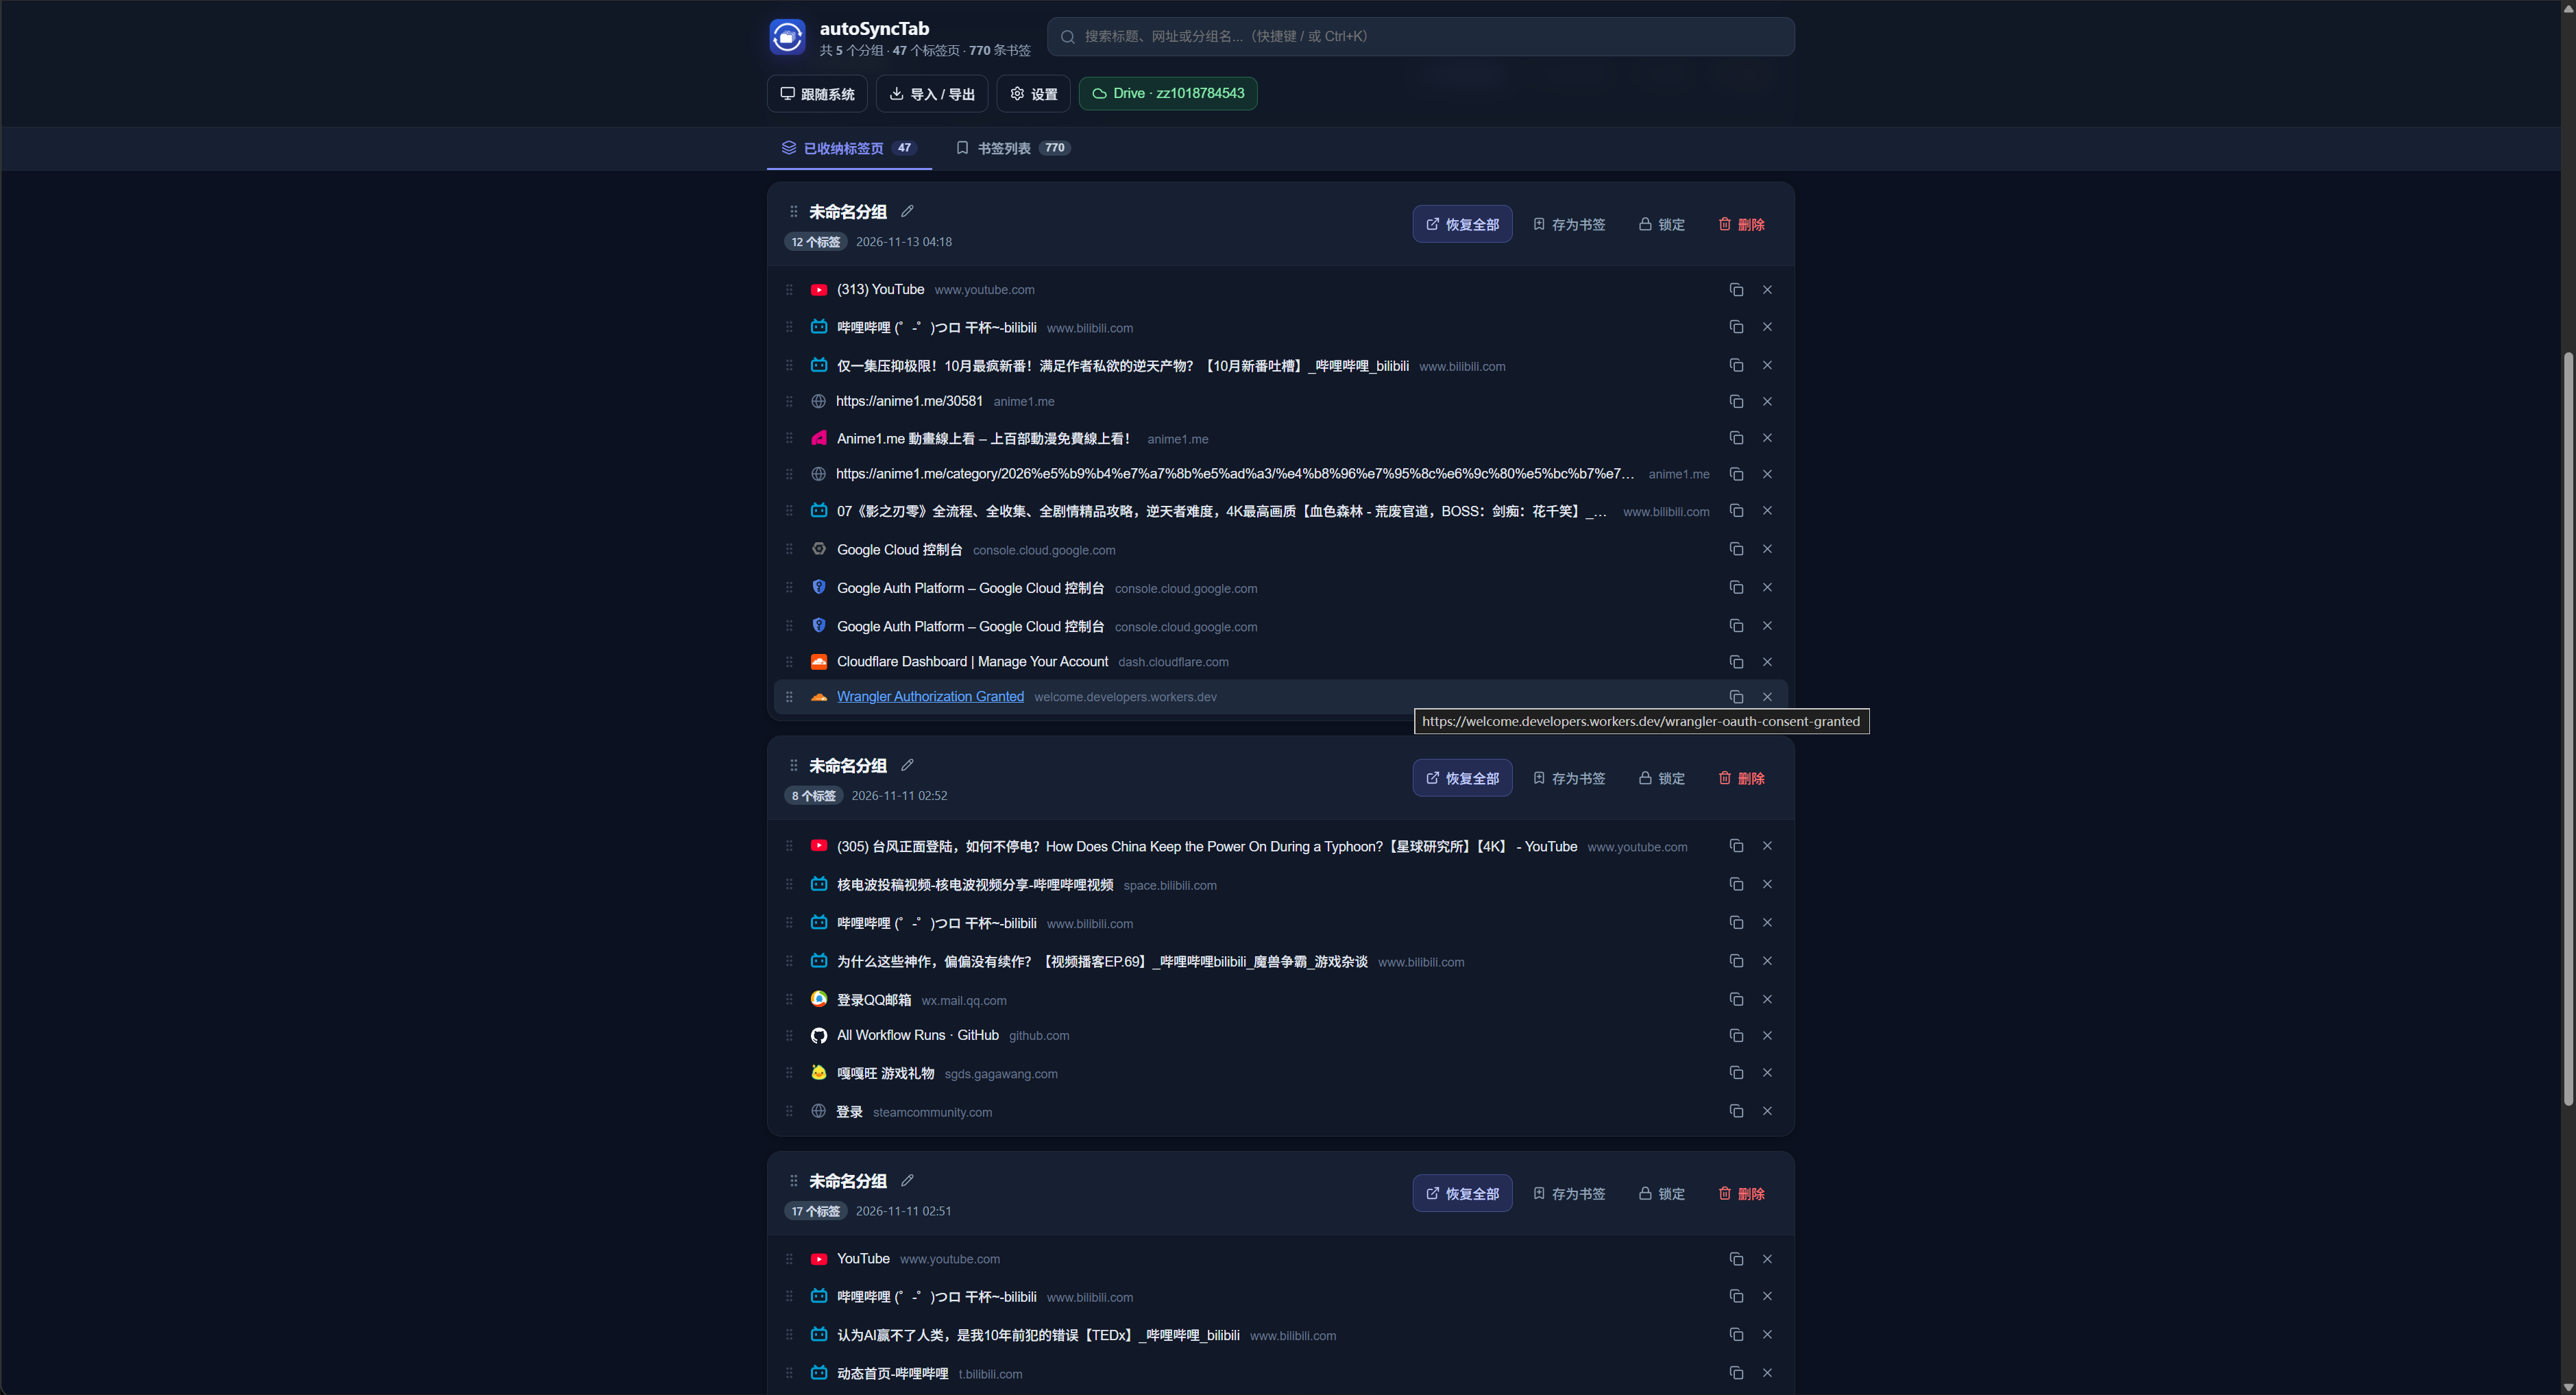 autoSyncTab
共 5 个分组 · 47 个标签页 · 770 条书签
搜索标题、网址或分组名... （快捷键 / 或 Ctrl+K）
跟随系统 导入 / 导出 设置 Drive · zz1018784543
已收纳标签页 47 书签列表 770
未命名分组
12 个标签 2026-11-13 04:18
恢复全部 存为书签 锁定 删除
(313) YouTube www.youtube.com
哔哩哔哩 (゜-゜)つロ 干杯~-bilibili www.bilibili.com
仅一集压抑极限！10月最疯新番！满足作者私欲的逆天产物？【10月新番吐槽】_哔哩哔哩_bilibili www.bilibili.com
https://anime1.me/30581 anime1.me
Anime1.me 動畫線上看 – 上百部動漫免費線上看！ anime1.me
https://anime1.me/category/2026%e5%b9%b4%e7%a7%8b%e5%ad%a3/%e4%b8%96%e7%95%8c%e6%9c%80%e5%bc%b7%e7... anime1.me
07《影之刃零》全流程、全收集、全剧情精品攻略，逆天者难度，4K最高画质【血色森林 - 荒废官道，BOSS：剑痴：花千笑】_... www.bilibili.com
Google Cloud 控制台 console.cloud.google.com
Google Auth Platform – Google Cloud 控制台 console.cloud.google.com
Google Auth Platform – Google Cloud 控制台 console.cloud.google.com
Cloudflare Dashboard | Manage Your Account dash.cloudflare.com
Wrangler Authorization Granted welcome.developers.workers.dev
https://welcome.developers.workers.dev/wrangler-oauth-consent-granted
未命名分组
8 个标签 2026-11-11 02:52
恢复全部 存为书签 锁定 删除
(305) 台风正面登陆，如何不停电？How Does China Keep the Power On During a Typhoon?【星球研究所】【4K】 - YouTube www.youtube.com
核电波投稿视频-核电波视频分享-哔哩哔哩视频 space.bilibili.com
哔哩哔哩 (゜-゜)つロ 干杯~-bilibili www.bilibili.com
为什么这些神作，偏偏没有续作？【视频播客EP.69】_哔哩哔哩bilibili_魔兽争霸_游戏杂谈 www.bilibili.com
登录QQ邮箱 wx.mail.qq.com
All Workflow Runs · GitHub github.com
嘎嘎旺 游戏礼物 sgds.gagawang.com
登录 steamcommunity.com
未命名分组
17 个标签 2026-11-11 02:51
恢复全部 存为书签 锁定 删除
YouTube www.youtube.com
哔哩哔哩 (゜-゜)つロ 干杯~-bilibili www.bilibili.com
认为AI赢不了人类，是我10年前犯的错误【TEDx】_哔哩哔哩_bilibili www.bilibili.com
动态首页-哔哩哔哩 t.bilibili.com